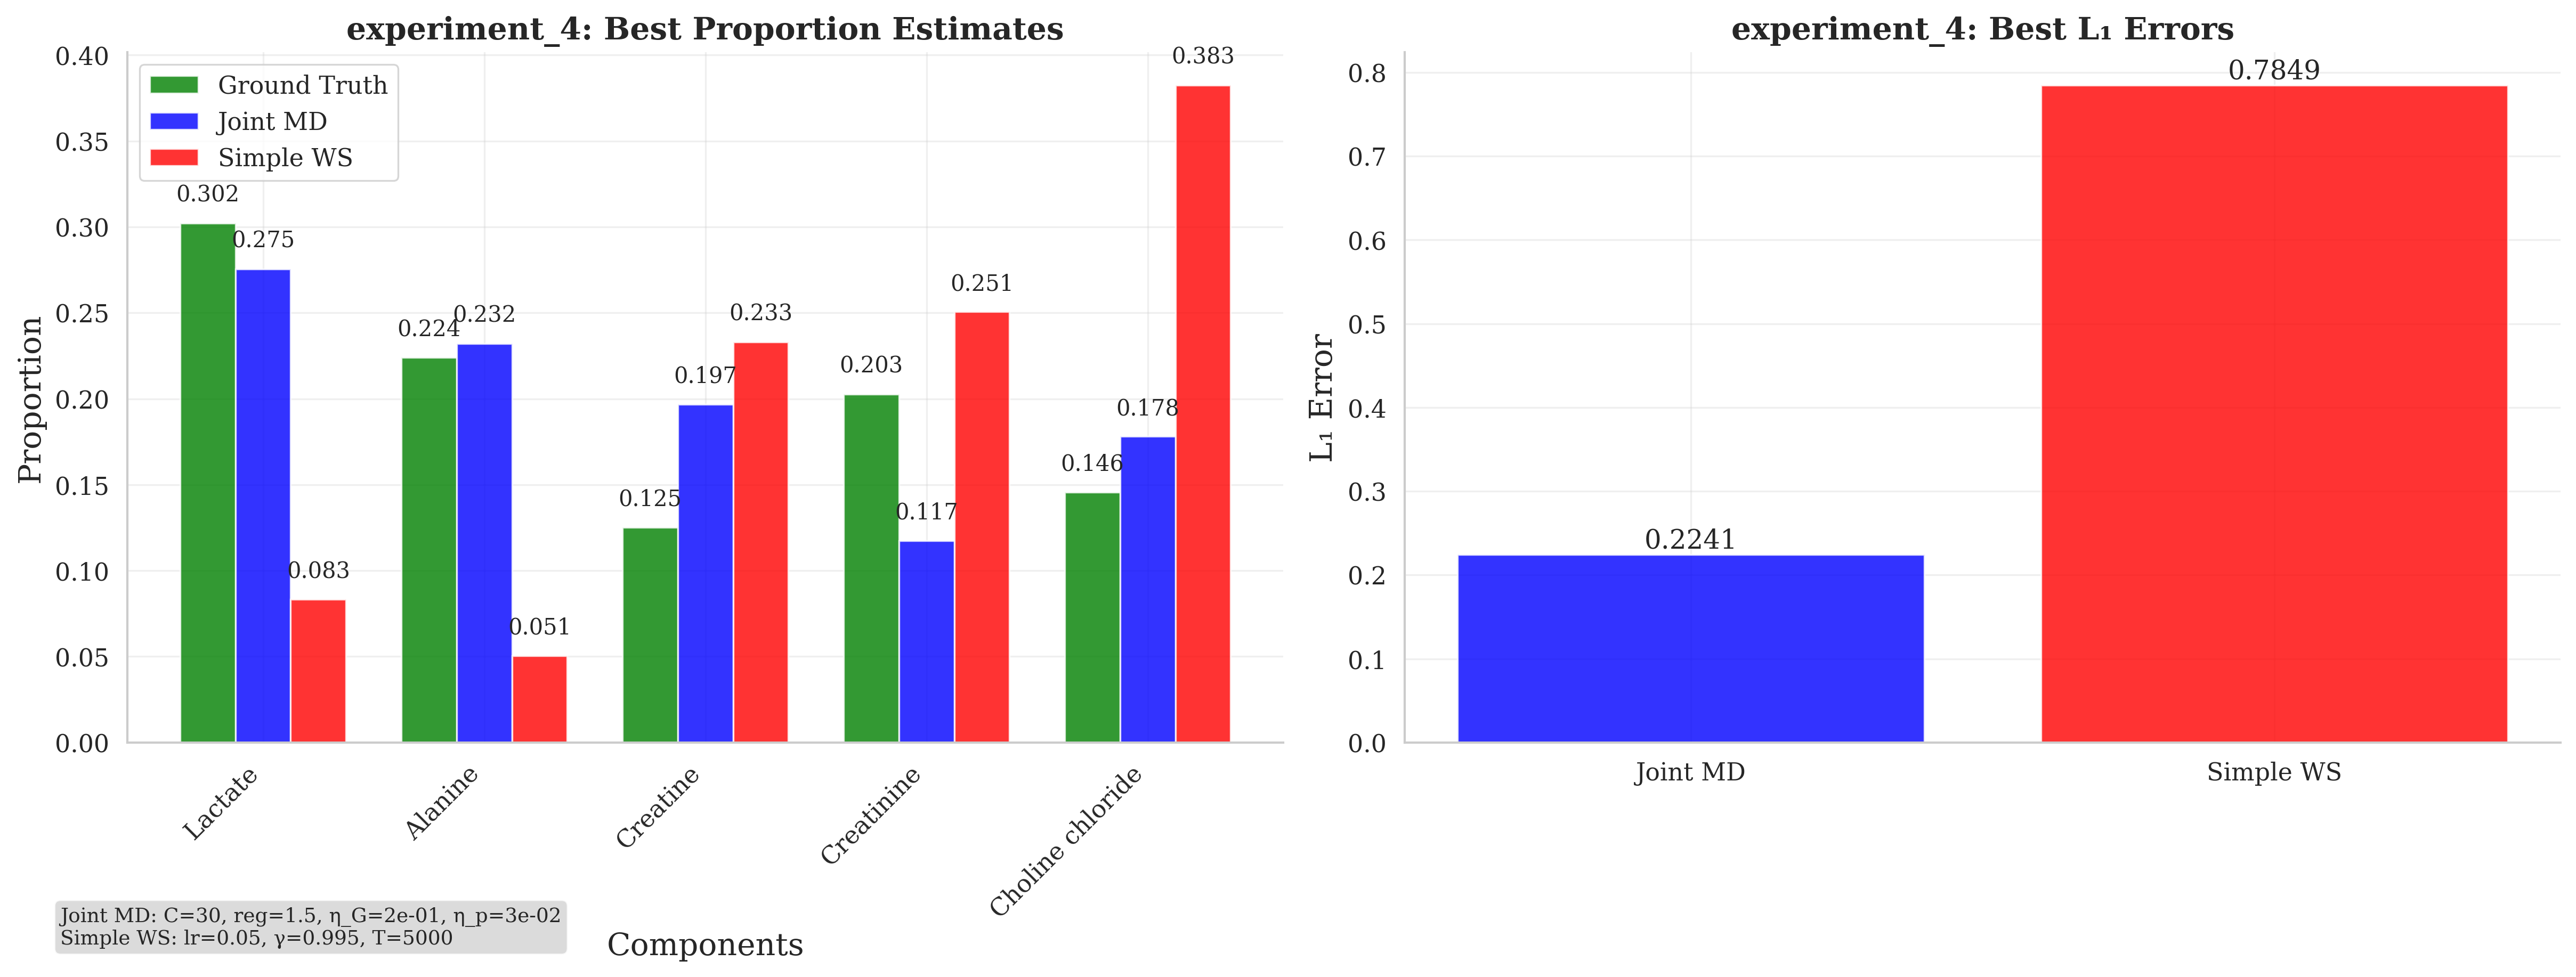 experiment_4: Best Proportion Estimates
Proportion
0.40
0.35
0.30
0.25
0.20
0.15
0.10
0.05
0.00
Ground Truth
Joint MD
Simple WS
0.302
0.275
0.083
0.224
0.232
0.051
0.125
0.197
0.233
0.203
0.117
0.251
0.146
0.178
0.383
Lactate
Alanine
Creatine
Creatinine
Choline chloride
Components
Joint MD: C=30, reg=1.5, η_G=2e-01, η_p=3e-02
Simple WS: lr=0.05, γ=0.995, T=5000
experiment_4: Best L₁ Errors
L₁ Error
0.8
0.7
0.6
0.5
0.4
0.3
0.2
0.1
0.0
0.2241
0.7849
Joint MD
Simple WS